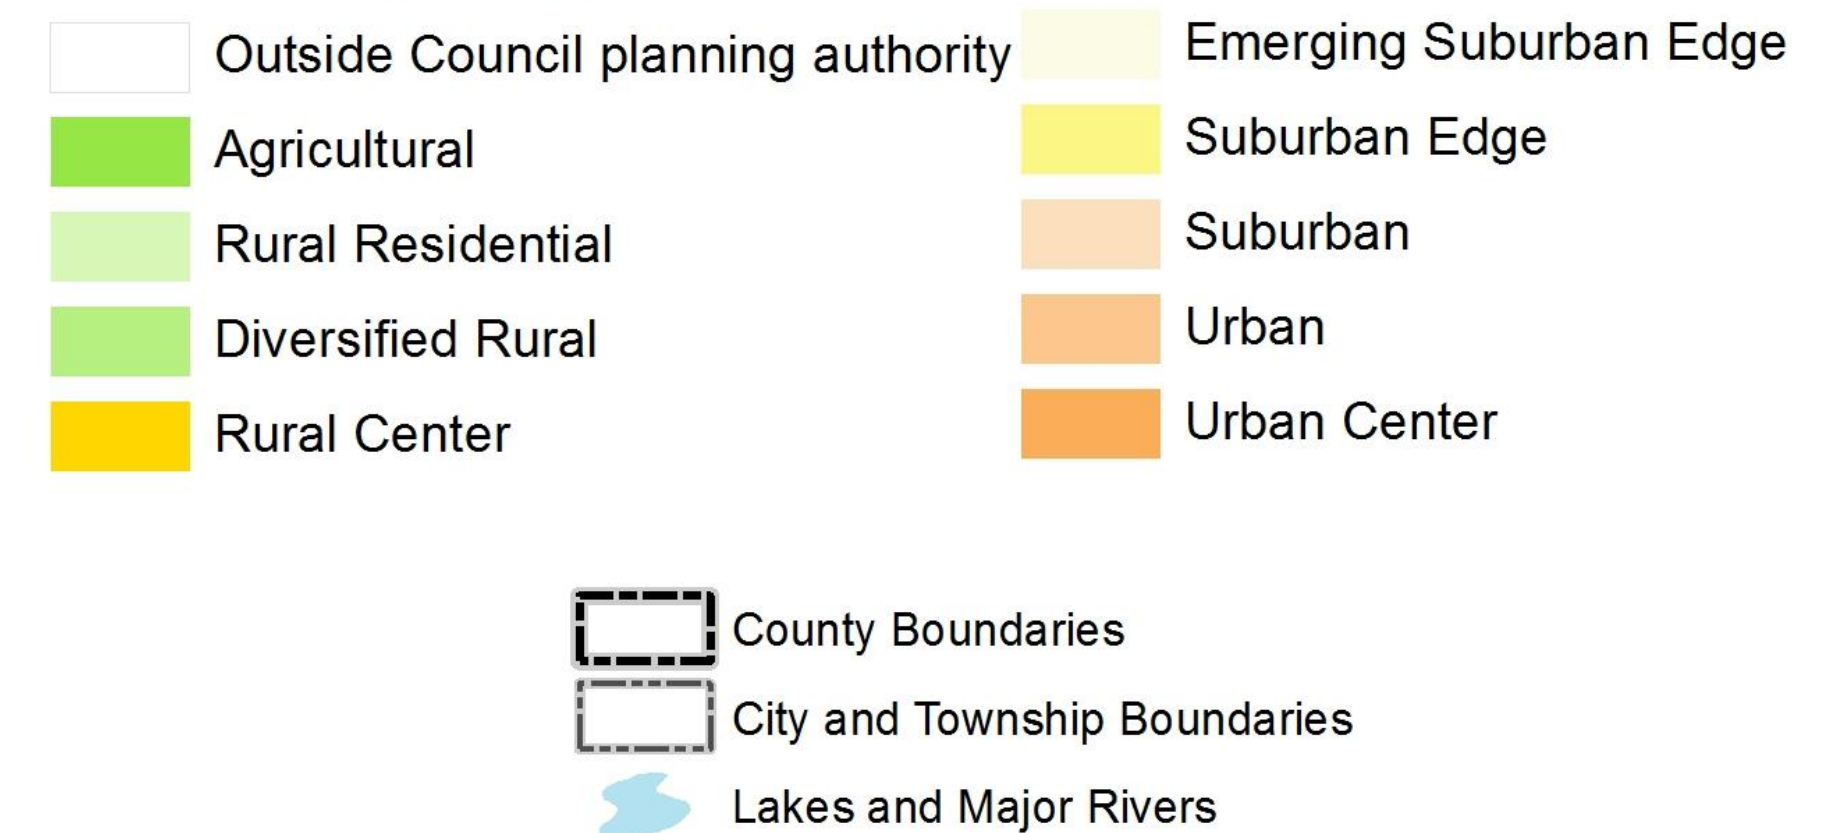 Outside Council planning authority
Agricultural
Rural Residential
Diversified Rural
Rural Center
Emerging Suburban Edge
Suburban Edge
Suburban
Urban
Urban Center
County Boundaries
City and Township Boundaries
Lakes and Major Rivers